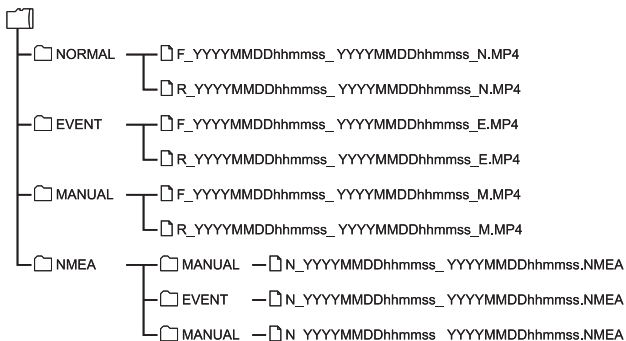 NORMAL F_YYYYMMDDhhmmss_ YYYYMMDDhhmmss_N.MP4
R_YYYYMMDDhhmmss_ YYYYMMDDhhmmss_N.MP4
EVENT F_YYYYMMDDhhmmss_ YYYYMMDDhhmmss_E.MP4
R_YYYYMMDDhhmmss_ YYYYMMDDhhmmss_E.MP4
MANUAL F_YYYYMMDDhhmmss_ YYYYMMDDhhmmss_M.MP4
R_YYYYMMDDhhmmss_ YYYYMMDDhhmmss_M.MP4
NMEA MANUAL N_YYYYMMDDhhmmss_ YYYYMMDDhhmmss.NMEA
EVENT N_YYYYMMDDhhmmss_ YYYYMMDDhhmmss.NMEA
MANUAL N_YYYYMMDDhhmmss_ YYYYMMDDhhmmss.NMEA